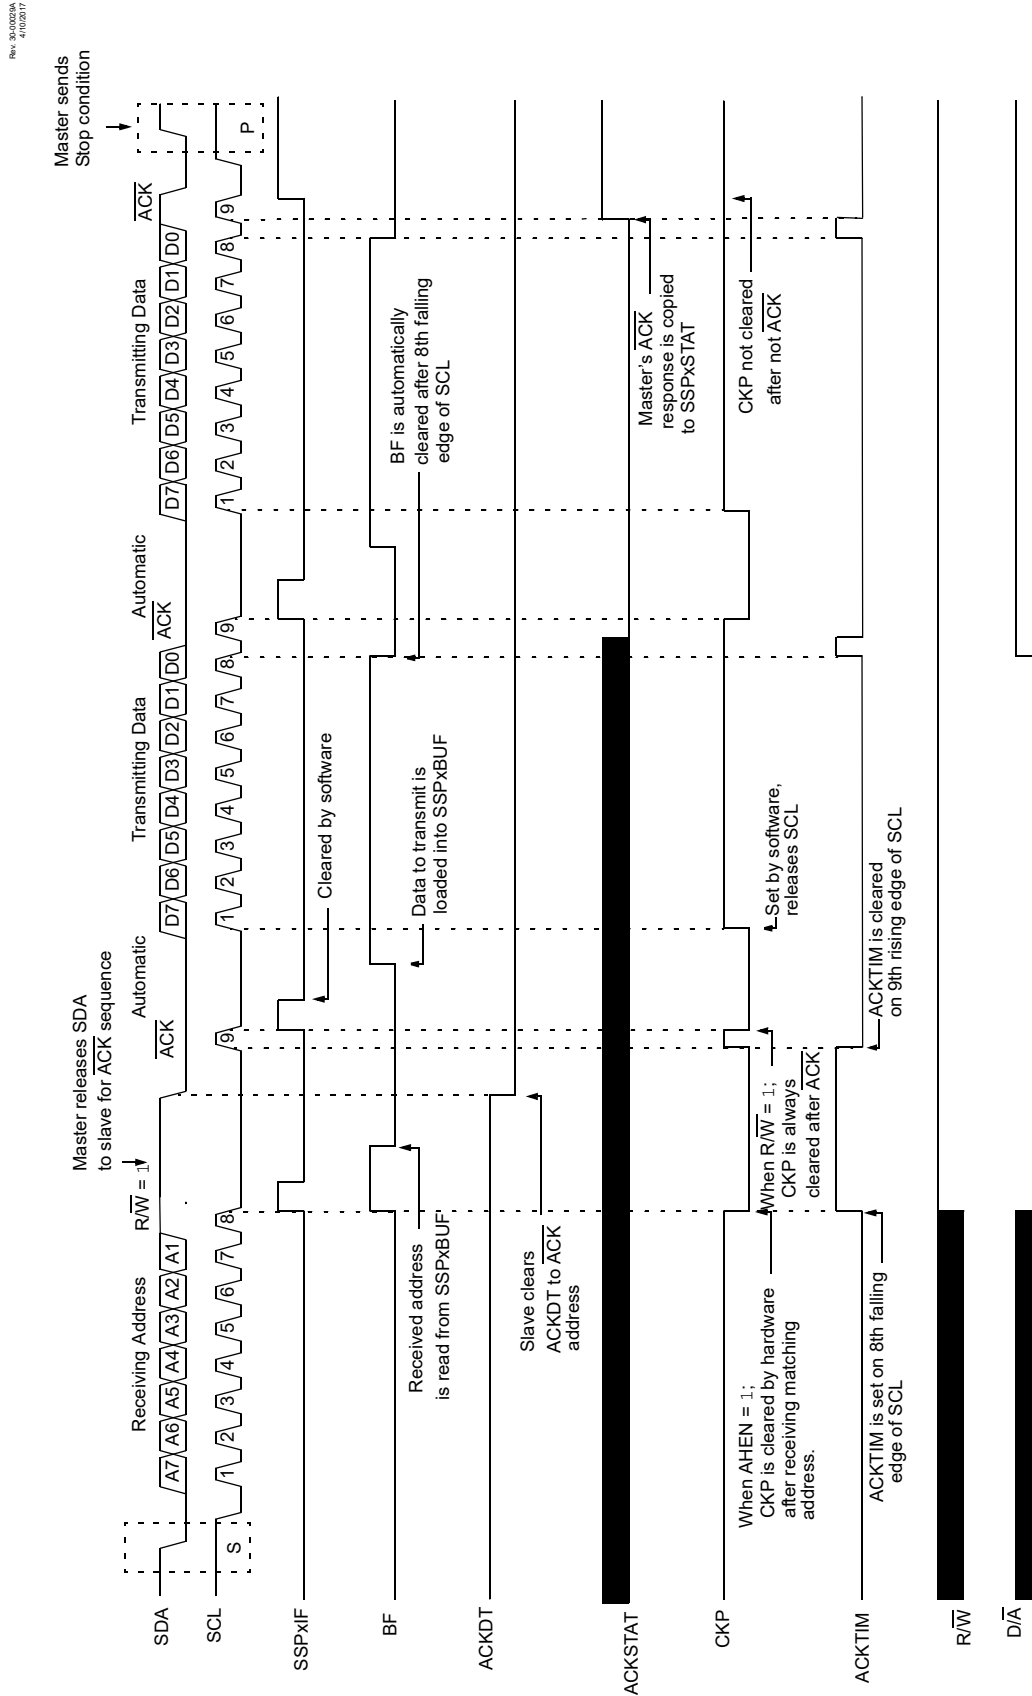 Rev. 30-00029A
4/10/2017
Master releases SDA
to slave for ACK sequence
Master sends
Stop condition
Receiving Address
R/W = 1
Automatic
ACK
Transmitting Data
Automatic
ACK
Transmitting Data
ACK
SDA
A7 A6 A5 A4 A3 A2 A1
D7 D6 D5 D4 D3 D2 D1 D0
D7 D6 D5 D4 D3 D2 D1 D0
SCL
S
1 2 3 4 5 6 7 8 9
1 2 3 4 5 6 7 8 9
1 2 3 4 5 6 7 8 9
P
SSPxIF
Cleared by software
BF
Received address
is read from SSPxBUF
Data to transmit is
loaded into SSPxBUF
BF is automatically
cleared after 8th falling
edge of SCL
ACKDT
Slave clears
ACKDT to ACK
address
ACKSTAT
Master's ACK
response is copied
to SSPxSTAT
CKP
When AHEN = 1;
CKP is cleared by hardware
after receiving matching
address.
When R/W = 1;
CKP is always
cleared after ACK
Set by software,
releases SCL
CKP not cleared
after not ACK
ACKTIM
ACKTIM is set on 8th falling
edge of SCL
ACKTIM is cleared
on 9th rising edge of SCL
R/W
D/A